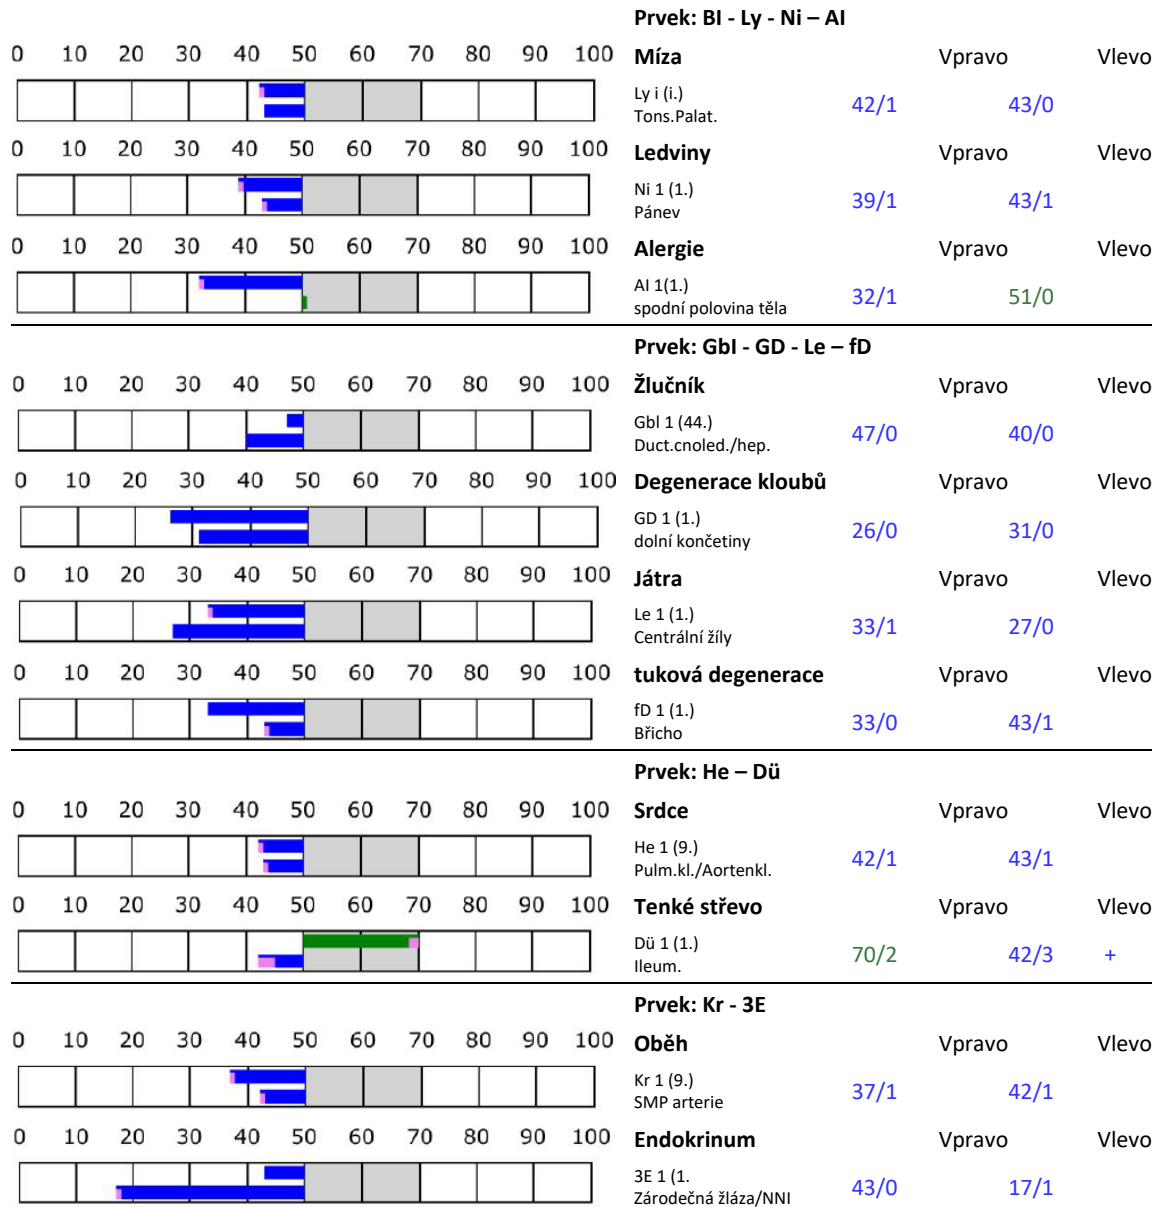 Prvek: BI - Ly - Ni – AI
0 10 20 30 40 50 60 70 80 90 100 Míza Vpravo Vlevo
Ly i (i.)
Tons.Palat.
42/1 43/0
0 10 20 30 40 50 60 70 80 90 100 Ledviny Vpravo Vlevo
Ni 1 (1.)
Pánev
39/1 43/1
0 10 20 30 40 50 60 70 80 90 100 Alergie Vpravo Vlevo
AI 1(1.)
spodní polovina těla
32/1 51/0
Prvek: GbI - GD - Le – fD
0 10 20 30 40 50 60 70 80 90 100 Žlučník Vpravo Vlevo
Gbl 1 (44.)
Duct.cnoled./hep.
47/0 40/0
0 10 20 30 40 50 60 70 80 90 100 Degenerace kloubů Vpravo Vlevo
GD 1 (1.)
dolní končetiny
26/0 31/0
0 10 20 30 40 50 60 70 80 90 100 Játra Vpravo Vlevo
Le 1 (1.)
Centrální žíly
33/1 27/0
0 10 20 30 40 50 60 70 80 90 100 tuková degenerace Vpravo Vlevo
fD 1 (1.)
Břicho
33/0 43/1
Prvek: He – Dü
0 10 20 30 40 50 60 70 80 90 100 Srdce Vpravo Vlevo
He 1 (9.)
Pulm.kl./Aortenkl.
42/1 43/1
0 10 20 30 40 50 60 70 80 90 100 Tenké střevo Vpravo Vlevo
Dü 1 (1.)
Ileum.
70/2 42/3 +
Prvek: Kr - 3E
0 10 20 30 40 50 60 70 80 90 100 Oběh Vpravo Vlevo
Kr 1 (9.)
SMP arterie
37/1 42/1
0 10 20 30 40 50 60 70 80 90 100 Endokrinum Vpravo Vlevo
3E 1 (1.
Zárodečná žláza/NNI
43/0 17/1